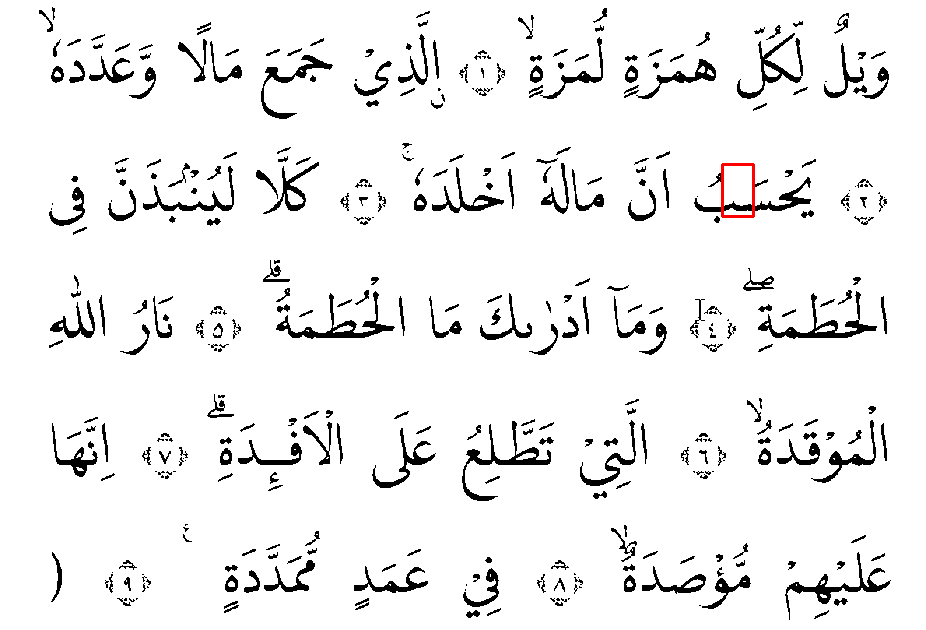 وَيْلٌ لِّكُلِّ هُمَزَةٍ لُّمَزَةٍۙ ۝١ ࣙالَّذِيْ جَمَعَ مَالًا وَّعَدَّدَهٗۙ
۝٢ يَحْسَبُ اَنَّ مَالَهٗٓ اَخْلَدَهٗۚ ۝٣ كَلَّا لَيُنْۢبَذَنَّ فِى
الْحُطَمَةِۖ ۝٤ وَمَآ اَدْرٰىكَ مَا الْحُطَمَةُۗ ۝٥ نَارُ اللّٰهِ
الْمُوْقَدَةُۙ ۝٦ الَّتِيْ تَطَّلِعُ عَلَى الْاَفْـِٕدَةِۗ ۝٧ اِنَّهَا
عَلَيْهِمْ مُّؤْصَدَةٌۙ ۝٨ فِيْ عَمَدٍ مُّمَدَّدَةٍ ࣖ ۝٩ (